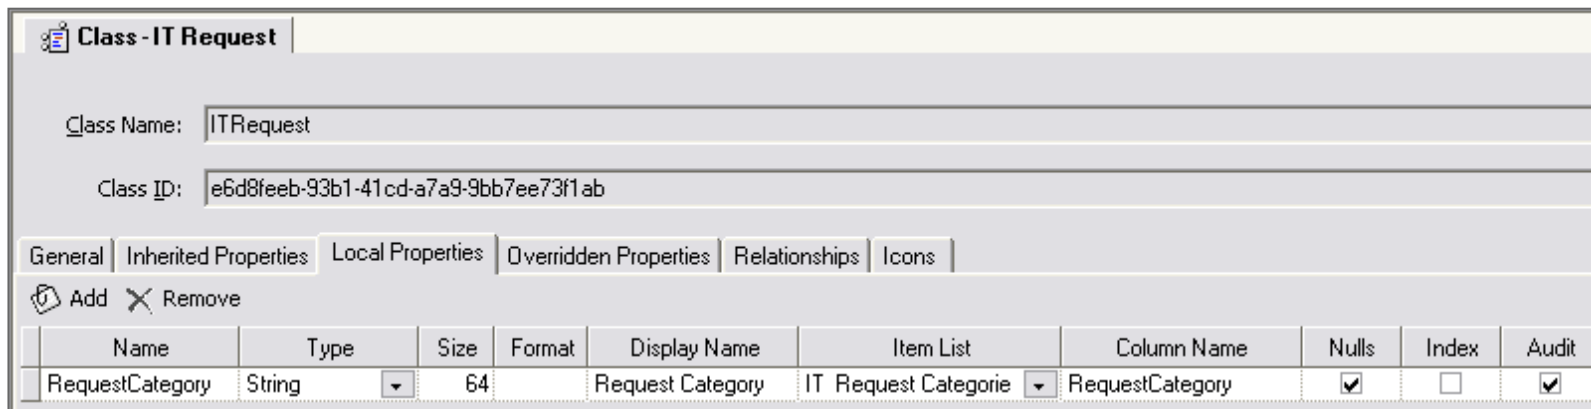 Class - IT Request
Class Name: ITRequest
Class ID: e6d8feeb-93b1-41cd-a7a9-9bb7ee73f1ab
General Inherited Properties Local Properties Overridden Properties Relationships Icons
Add Remove
Name Type Size Format Display Name Item List Column Name Nulls Index Audit
RequestCategory String 64 Request Category IT Request Categorie RequestCategory